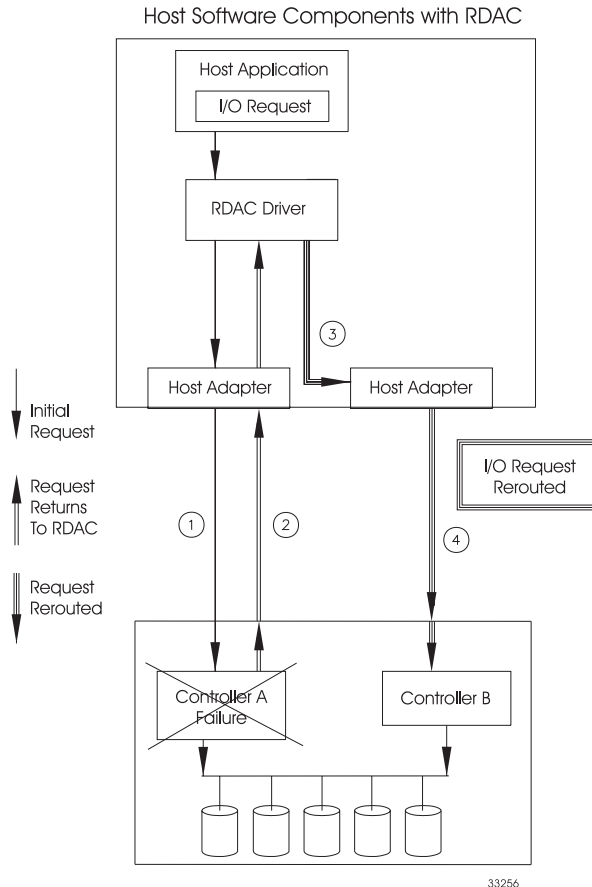 Host Software Components with RDAC
Host Application
I/O Request
RDAC Driver
3
Host Adapter
Host Adapter
Initial
Request
Request
Returns
To RDAC
Request
Rerouted
I/O Request
Rerouted
1
2
4
Controller A
Failure
Controller B
33256